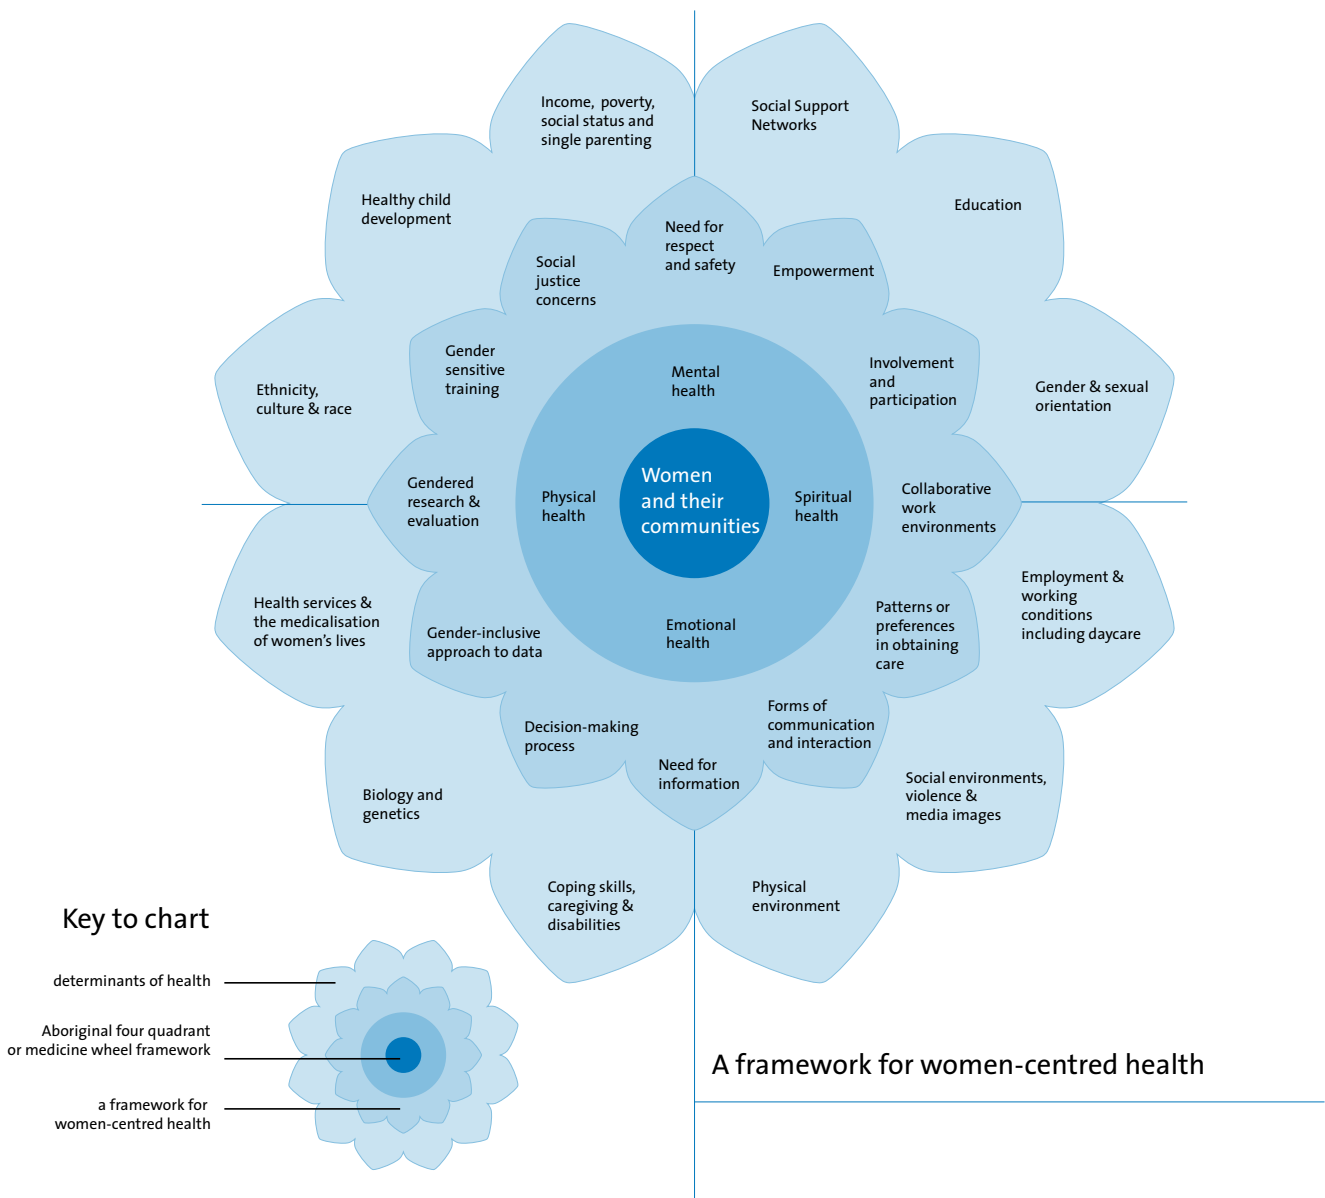 Income, poverty,
social status and
single parenting
Social Support
Networks
Healthy child
development
Education
Need for
respect
and safety
Social
justice
concerns
Empowerment
Gender
sensitive
training
Involvement
and
participation
Mental
health
Ethnicity,
culture & race
Gender & sexual
orientation
Gendered
research &
evaluation
Physical
health
Women
and their
communities
Spiritual
health
Collaborative
work
environments
Health services &
the medicalisation
of women's lives
Gender-inclusive
approach to data
Emotional
health
Patterns or
preferences
in obtaining
care
Employment &
working
conditions
including daycare
Decision-making
process
Need for
information
Forms of
communication
and interaction
Biology and
genetics
Social environments,
violence &
media images
Coping skills,
caregiving &
disabilities
Physical
environment
Key to chart
determinants of health
Aboriginal four quadrant
or medicine wheel framework
a framework for
women-centred health
A framework for women-centred health